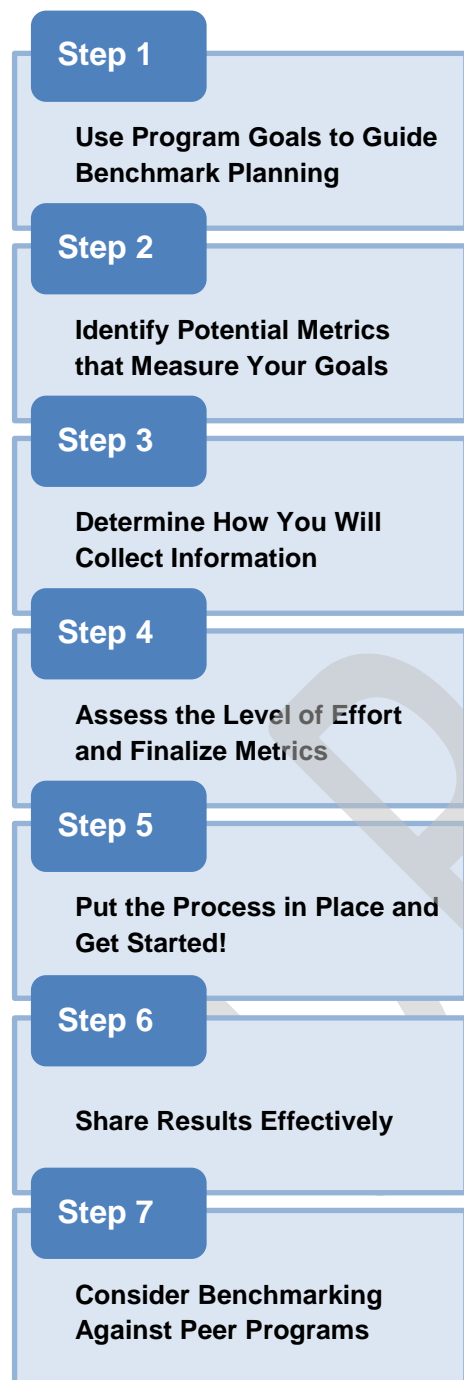 Step 1
Use Program Goals to Guide
Benchmark Planning
Step 2
Identify Potential Metrics
that Measure Your Goals
Step 3
Determine How You Will
Collect Information
Step 4
Assess the Level of Effort
and Finalize Metrics
Step 5
Put the Process in Place and
Get Started!
Step 6
Share Results Effectively
Step 7
Consider Benchmarking
Against Peer Programs